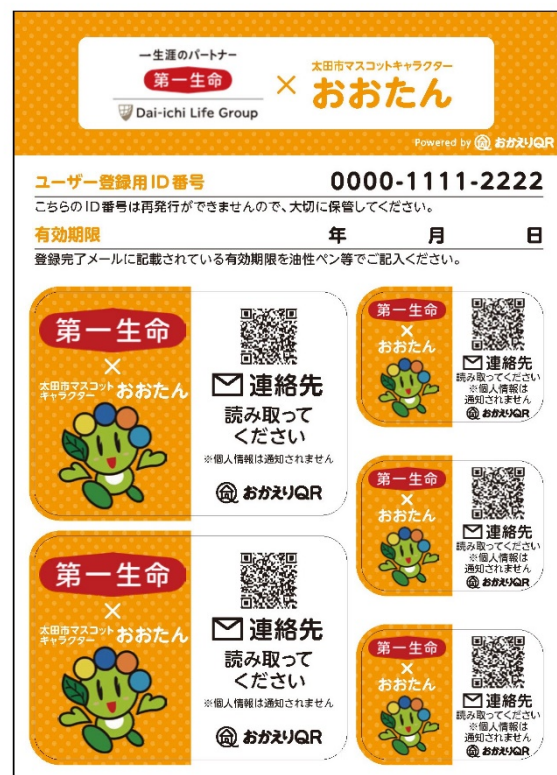 一生涯のパートナー
第一生命
Dai-ichi Life Group
×
太田市マスコットキャラクター
おおたん
Powered by おかえりQR
ユーザー登録用ID番号 0000-1111-2222
こちらのID番号は再発行ができませんので、大切に保管してください。
有効期限 年 月 日
登録完了メールに記載されている有効期限を油性ペン等でご記入ください。
第一生命
×
太田市マスコット
キャラクター おおたん
連絡先
読み取って
ください
※個人情報は通知されません
おかえりQR
第一生命
×
おおたん
連絡先
読み取ってください
※個人情報は
通知されません
おかえりQR
第一生命
×
おおたん
連絡先
読み取ってください
※個人情報は
通知されません
おかえりQR
第一生命
×
太田市マスコット
キャラクター おおたん
連絡先
読み取って
ください
※個人情報は通知されません
おかえりQR
第一生命
×
おおたん
連絡先
読み取ってください
※個人情報は
通知されません
おかえりQR